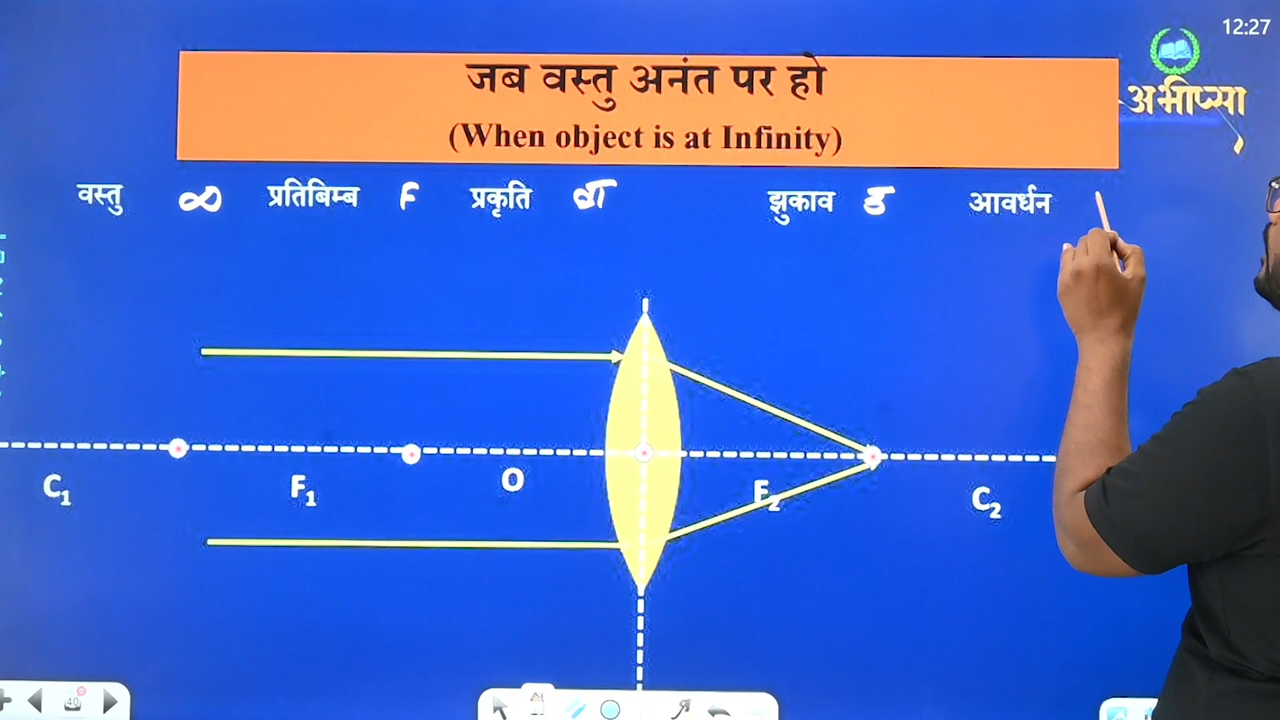 12:27
जब वस्तु अनंत पर हो
(When object is at Infinity)
अभीप्सा
वस्तु ∞ प्रतिबिम्ब F प्रकृति वा झुकाव उ आवर्धन
C₁ F₁ O F₂ C₂
40